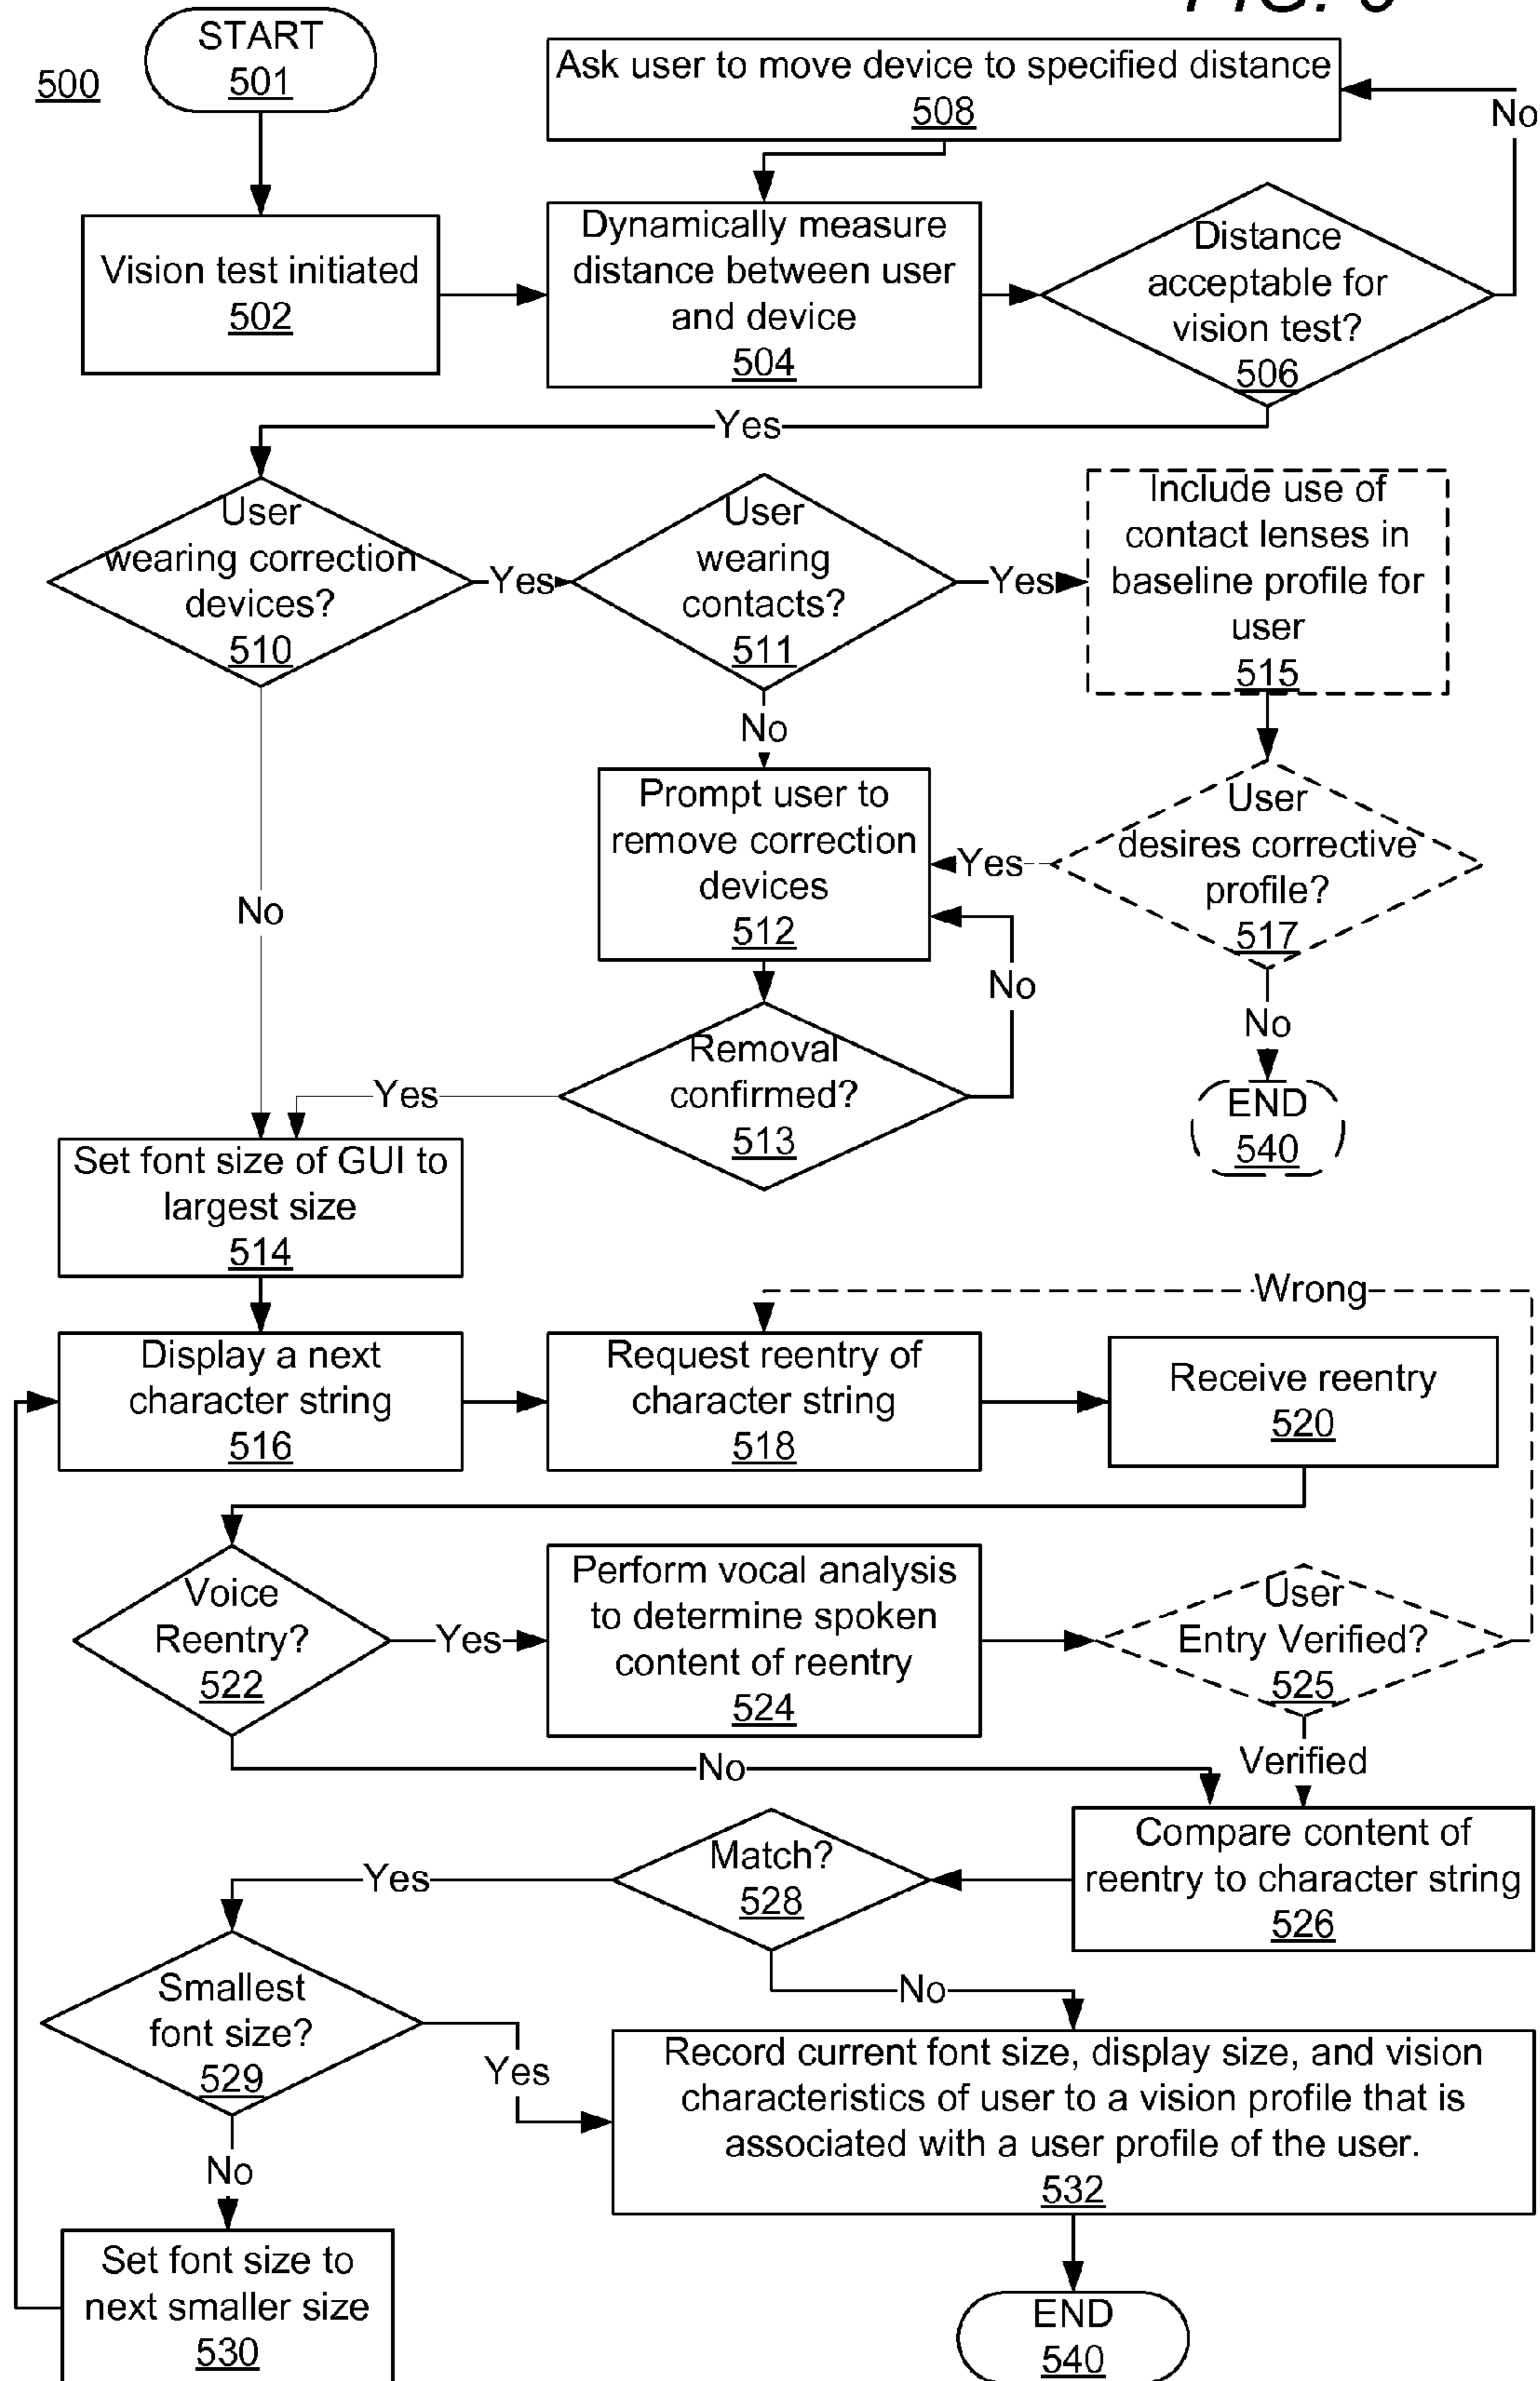 FIG.
500
START
501
Ask user to move device to specified distance
508
No
Vision test initiated
502
Dynamically measure
distance between user
and device
504
Distance
acceptable for
vision test?
506
Yes
User
wearing correction
devices?
510
Yes
User
wearing
contacts?
511
Yes
Include use of
contact lenses in
baseline profile for
user
515
No
No
Prompt user to
remove correction
devices
512
Yes
User
desires corrective
profile?
517
No
No
END
540
Removal
confirmed?
513
Yes
Set font size of GUI to
largest size
514
Wrong
Display a next
character string
516
Request reentry of
character string
518
Receive reentry
520
Voice
Reentry?
522
Yes
Perform vocal analysis
to determine spoken
content of reentry
524
User
Entry Verified?
525
Verified
No
Compare content of
reentry to character string
526
Match?
528
Yes
No
Smallest
font size?
529
Yes
No
Record current font size, display size, and vision
characteristics of user to a vision profile that is
associated with a user profile of the user.
532
Set font size to
next smaller size
530
END
540